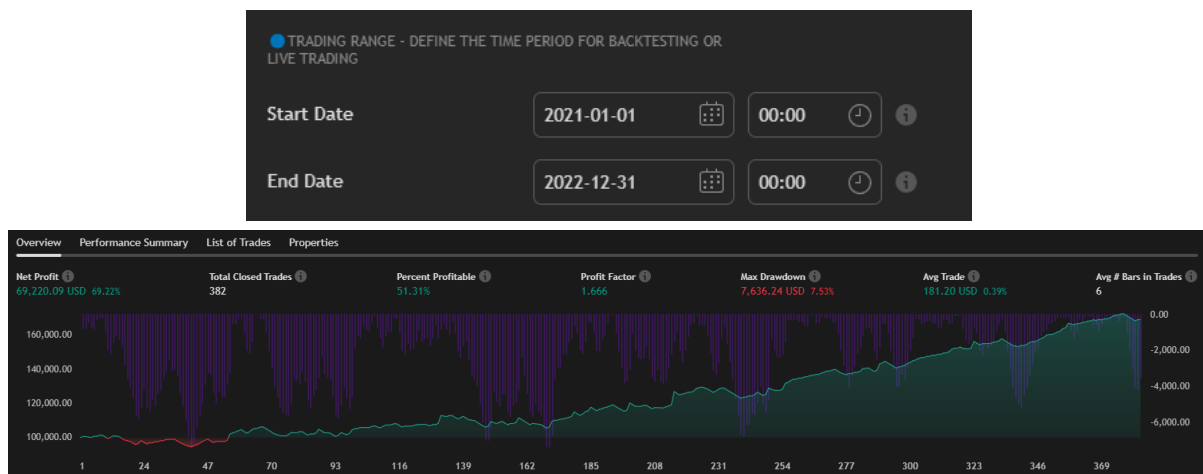 TRADING RANGE - DEFINE THE TIME PERIOD FOR BACKTESTING OR
LIVE TRADING
Start Date 2021-01-01 00:00
End Date 2022-12-31 00:00
Overview Performance Summary List of Trades Properties
Net Profit Total Closed Trades Percent Profitable Profit Factor Max Drawdown Avg Trade Avg # Bars in Trades
69,220.09 USD 69.22% 382 51.31% 1.666 7,636.24 USD 7.53% 181.20 USD 0.39% 6
0.00
160,000.00
-2,000.00
140,000.00
-4,000.00
120,000.00
-6,000.00
100,000.00
1 24 47 70 93 116 139 162 185 208 231 254 277 300 323 346 369